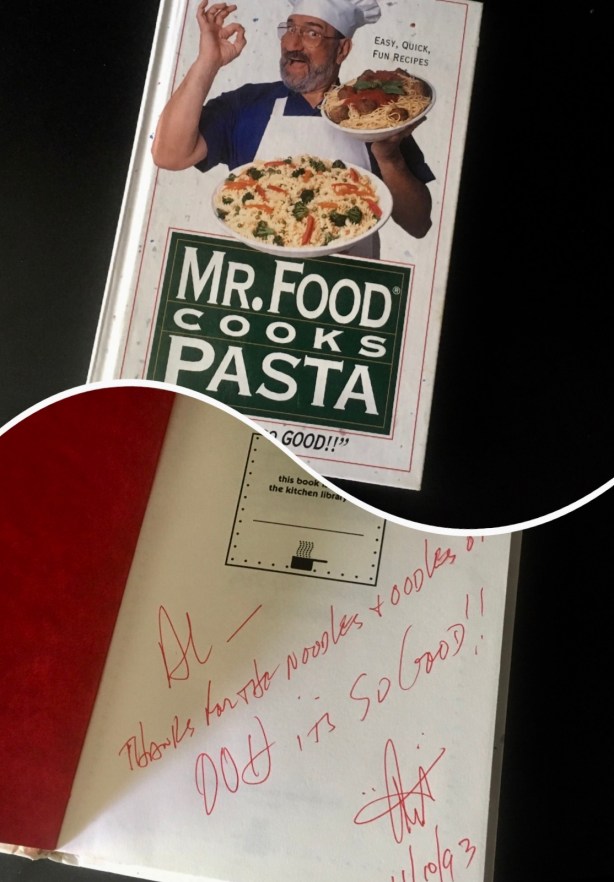 EASY, QUICK,
FUN RECIPES
MR. FOOD®
COOKS
PASTA
GOOD!!”
this book
the kitchen library
AL —
THANKS FOR THE NOODLES + OODLES
OOH ITS SO GOOD!!
11/10/93